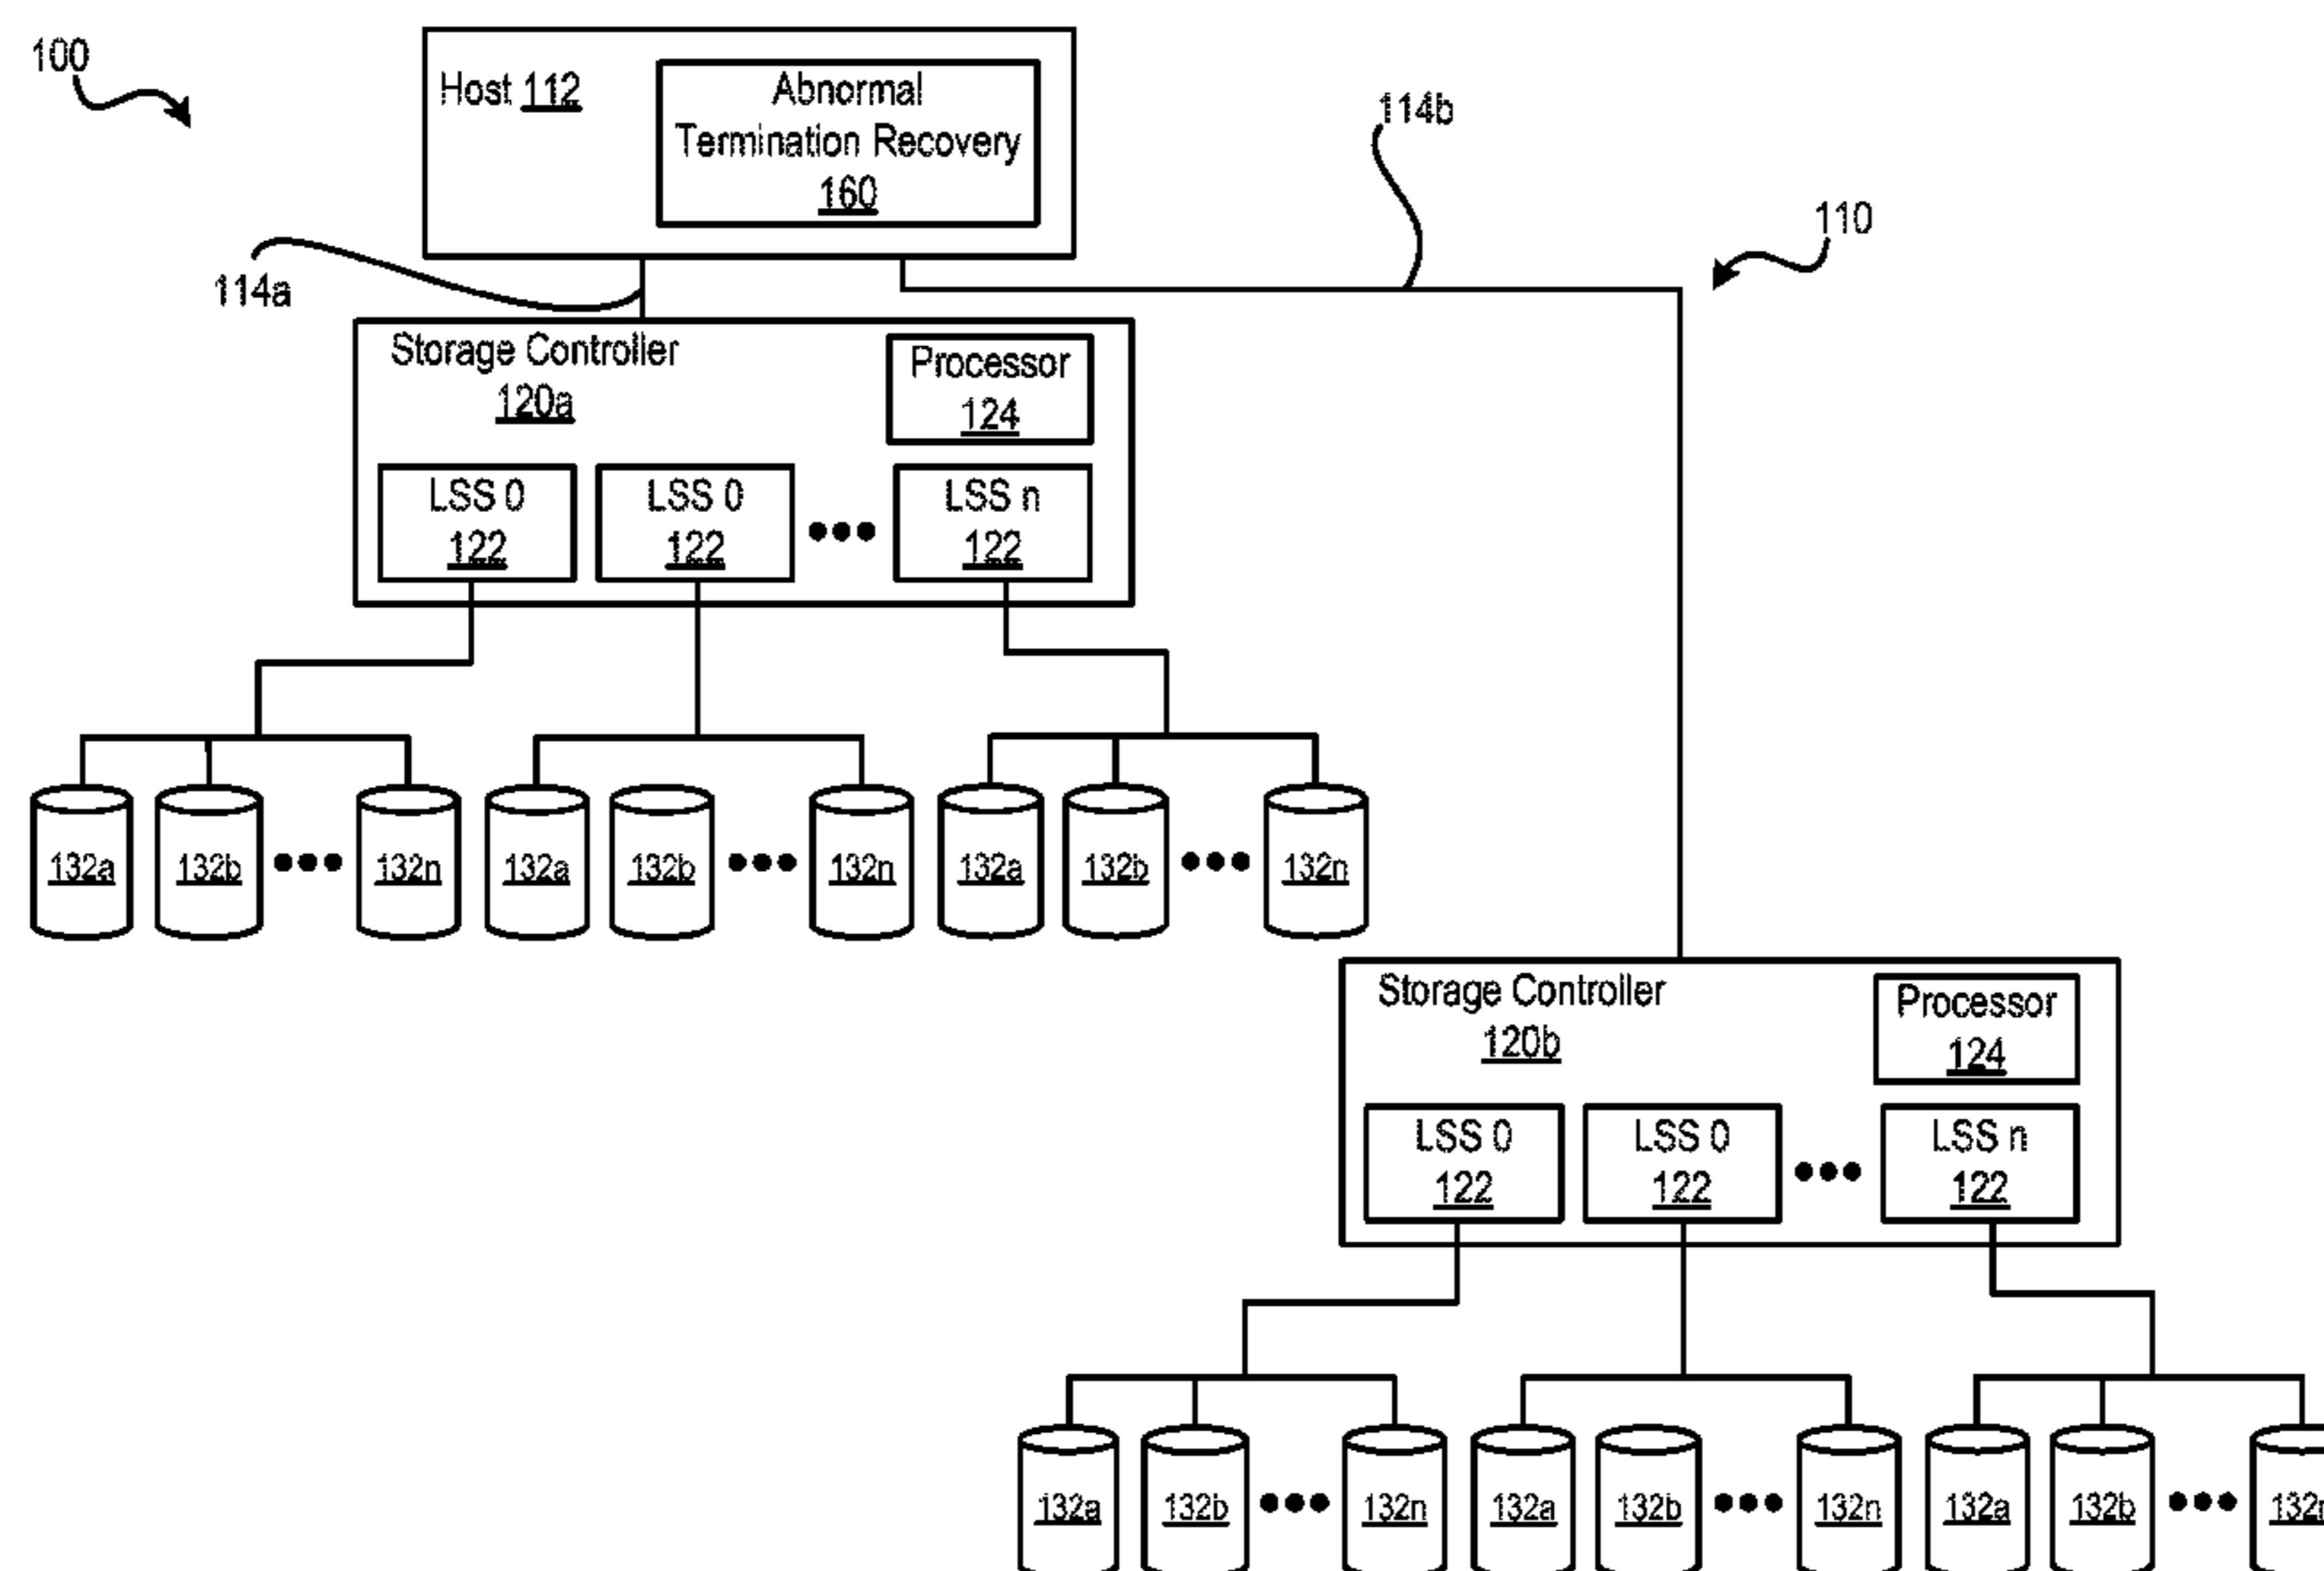 100
Host 112
Abnormal
Termination Recovery
160
114b
110
114a
Storage Controller
120a
Processor
124
LSS 0
122
LSS 0
122
LSS n
122
132a
132b
132n
132a
132b
132n
132a
132b
132n
Storage Controller
120b
Processor
124
LSS 0
122
LSS 0
122
LSS n
122
132a
132b
132n
132a
132b
132n
132a
132b